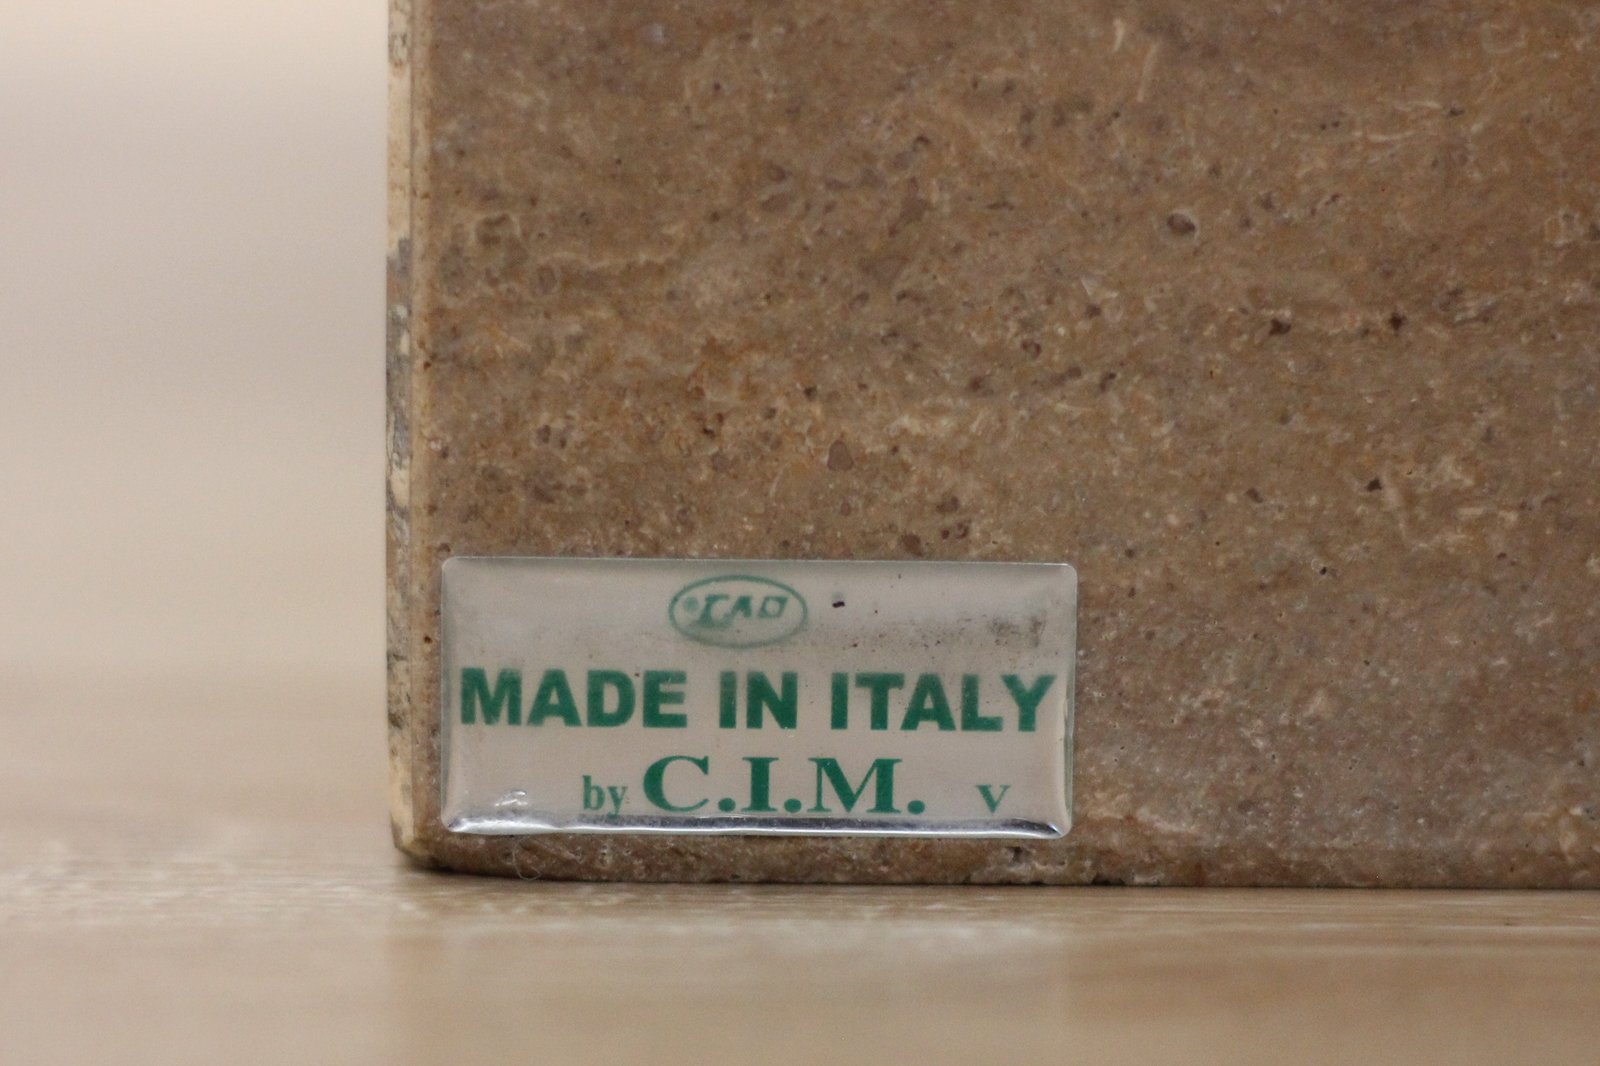 MADE IN ITALY
by C.I.M. V